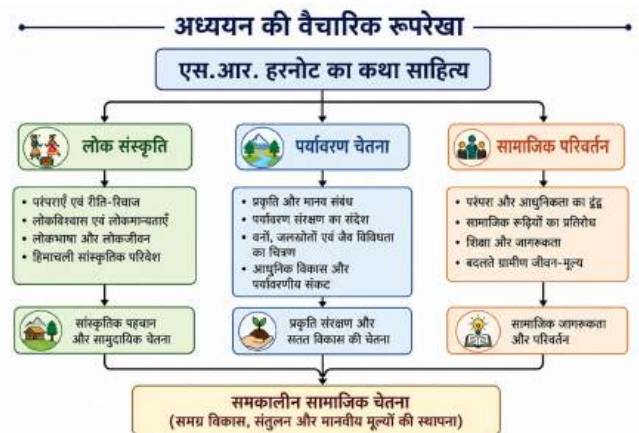 अध्ययन की वैचारिक रूपरेखा
एस.आर. हरनोट का कथा साहित्य
लोक संस्कृति
• परंपराएँ एवं रीति-रिवाज
• लोकविश्वास एवं लोकमान्यताएँ
• लोकभाषा और लोकजीवन
• हिमाचली सांस्कृतिक परिवेश
सांस्कृतिक पहचान
और सामुदायिक चेतना
पर्यावरण चेतना
• प्रकृति और मानव संबंध
• पर्यावरण संरक्षण का संदेश
• वनों, जलस्रोतों एवं जैव विविधता
का चित्रण
• आधुनिक विकास और
पर्यावरणीय संकट
प्रकृति संरक्षण और
सतत विकास की चेतना
सामाजिक परिवर्तन
• परंपरा और आधुनिकता का द्वंद्व
• सामाजिक रूढ़ियों का प्रतिरोध
• शिक्षा और जागरूकता
• बदलते ग्रामीण जीवन-मूल्य
सामाजिक जागरूकता
और परिवर्तन
समकालीन सामाजिक चेतना
(समग्र विकास, संतुलन और मानवीय मूल्यों की स्थापना)